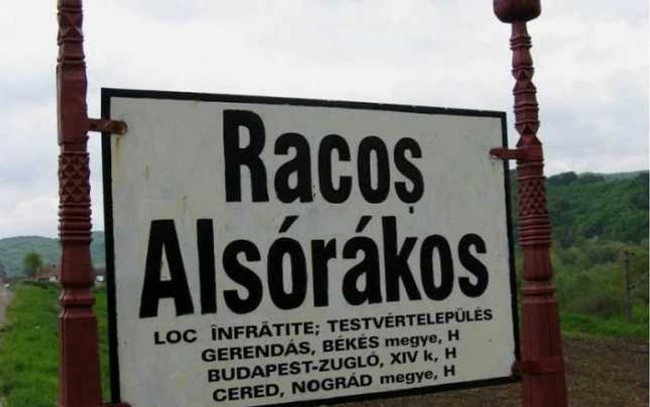 Racoș
Alsórákos
LOC ÎNFRĂTITE; TESTVÉRTELEPÜLÉS
GERENDÁS, BÉKÉS megye, H
BUDAPEST-ZUGLÓ, XIV k, H
CERED, NOGRÁD megye, H